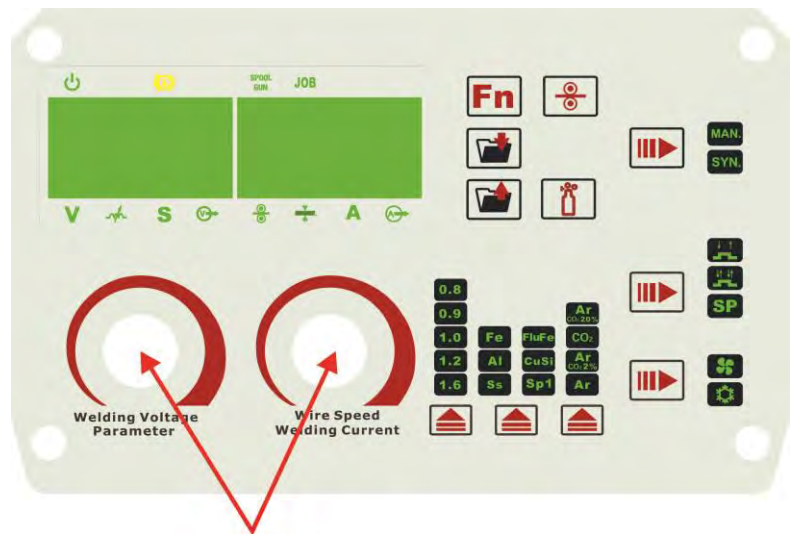 SPOOL
GUN
JOB
Fn
MAN.
SYN.
V
S
V
A
A
SP
0.8
0.9
1.0
1.2
1.6
Fe
Al
Ss
FluFe
CuSi
Sp1
Ar
CO₂ 20%
CO₂
Ar
CO₂ 2%
Ar
Welding Voltage
Parameter
Wire Speed
Welding Current